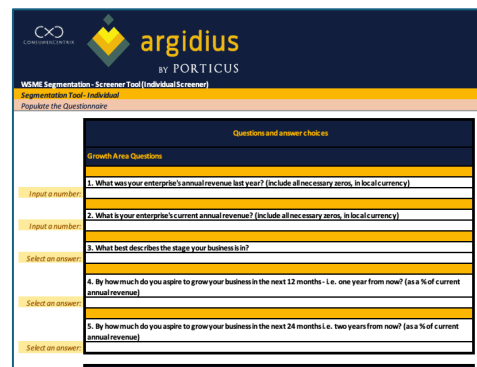 CXO
CONSUMERCENTRIX
argidius
BY PORTICUS
WSME Segmentation - Screener Tool (Individual Screener)
Segmentation Tool - Individual
Populate the Questionnaire
Questions and answer choices
Growth Area Questions
1. What was your enterprise's annual revenue last year? (include all necessary zeros, in local currency)
Input a number:
2. What is your enterprise's current annual revenue? (include all necessary zeros, in local currency)
Input a number:
3. What best describes the stage your business is in?
Select an answer:
4. By how much do you aspire to grow your business in the next 12 months - i.e. one year from now? (as a % of current
annual revenue)
Select an answer:
5. By how much do you aspire to grow your business in the next 24 months i.e. two years from now? (as a % of current
annual revenue)
Select an answer: